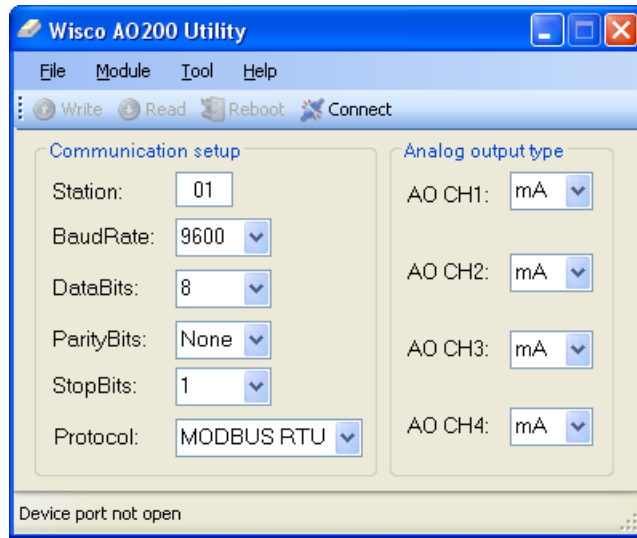 Wisco AO200 Utility
File Module Tool Help
Write Read Reboot Connect
Communication setup
Station: 01
BaudRate: 9600
DataBits: 8
ParityBits: None
StopBits: 1
Protocol: MODBUS RTU
Analog output type
AO CH1: mA
AO CH2: mA
AO CH3: mA
AO CH4: mA
Device port not open